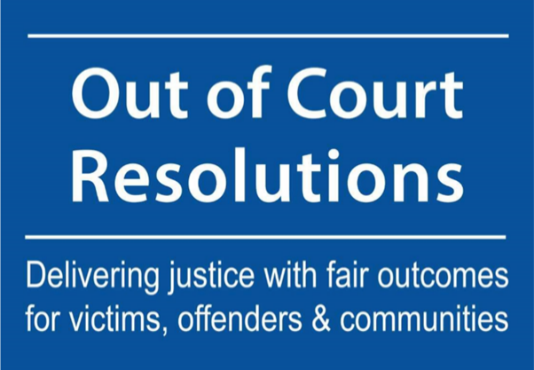 Out of Court
Resolutions
Delivering justice with fair outcomes
for victims, offenders & communities